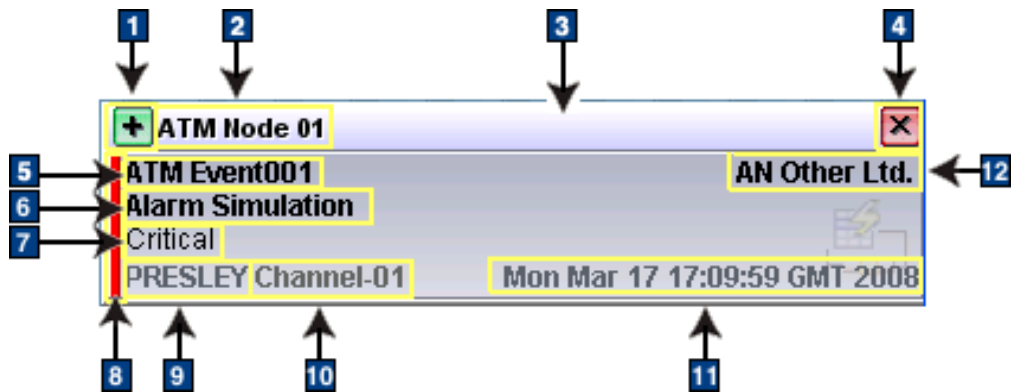 1 2 3 4
+ ATM Node 01 ×
5 ATM Event001 AN Other Ltd. 12
6 Alarm Simulation
7 Critical
PRESLEY Channel-01 Mon Mar 17 17:09:59 GMT 2008
8 9 10 11